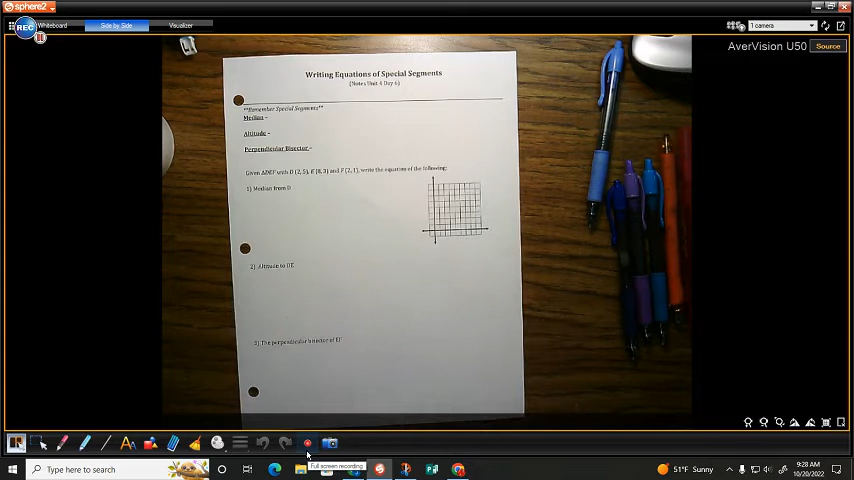 sphere2
REC
Whiteboard
Side by Side
Visualizer
1 camera
AverVision U50
Source
Writing Equations of Special Segments
(Notes Unit 4 Day 6)
**Remember Special Segments**
Median –
Altitude –
Perpendicular Bisector –
Given ΔDEF with D (2, 5), E (8, 3) and F (2, 1), write the equation of the following:
1) Median from D
2) Altitude to DE
3) The perpendicular bisector of EF
Full screen recording
Type here to search
51°F Sunny
9:28 AM
10/20/2022